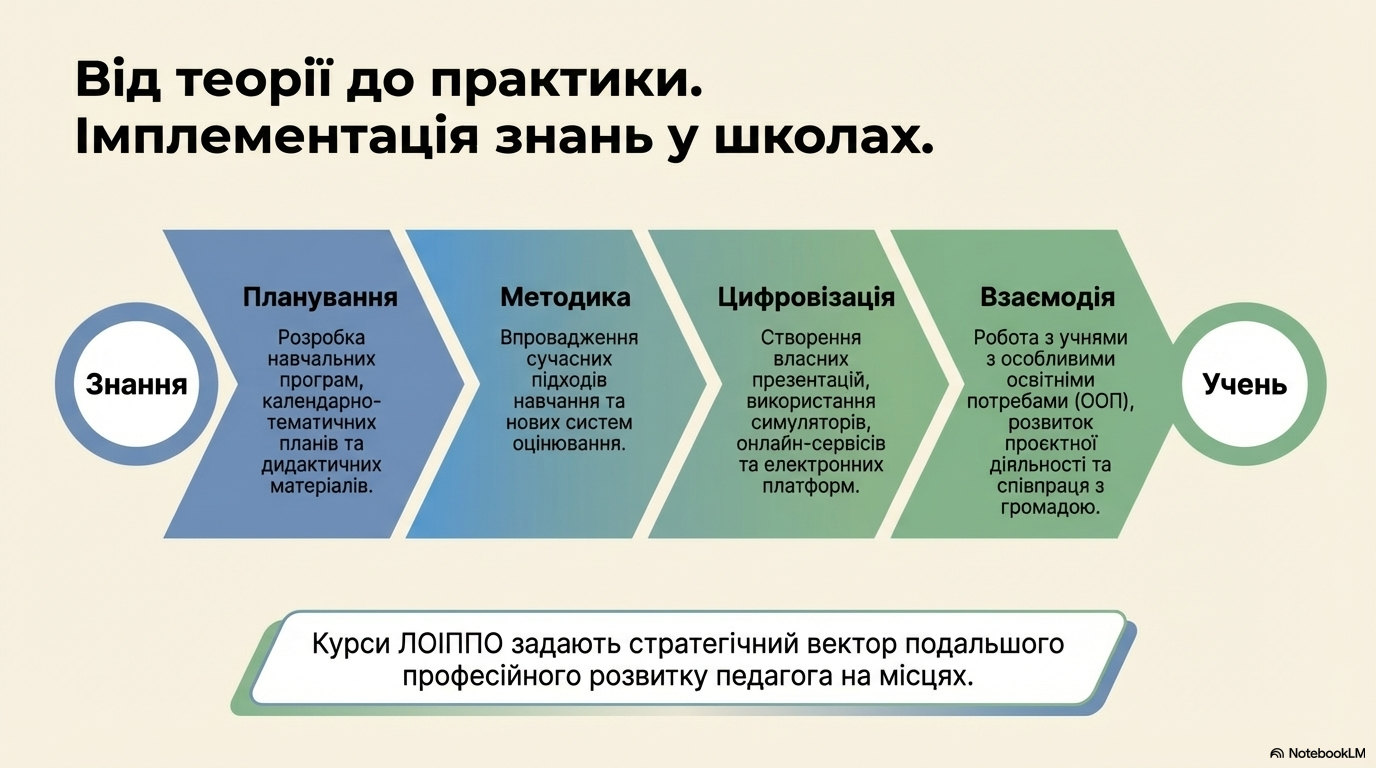 Від теорії до практики.
Імплементація знань у школах.
Знання
Планування
Розробка
навчальних
програм,
календарно-
тематичних
планів та
дидактичних
матеріалів.
Методика
Впровадження
сучасних
підходів
навчання та
нових систем
оцінювання.
Цифровізація
Створення
власних
презентацій,
використання
симуляторів,
онлайн-сервісів
та електронних
платформ.
Взаємодія
Робота з учнями
з особливими
освітніми
потребами (ООП),
розвиток
проєктної
діяльності та
співпраця з
громадою.
Учень
Курси ЛОІППО задають стратегічний вектор подальшого
професійного розвитку педагога на місцях.
NotebookLM